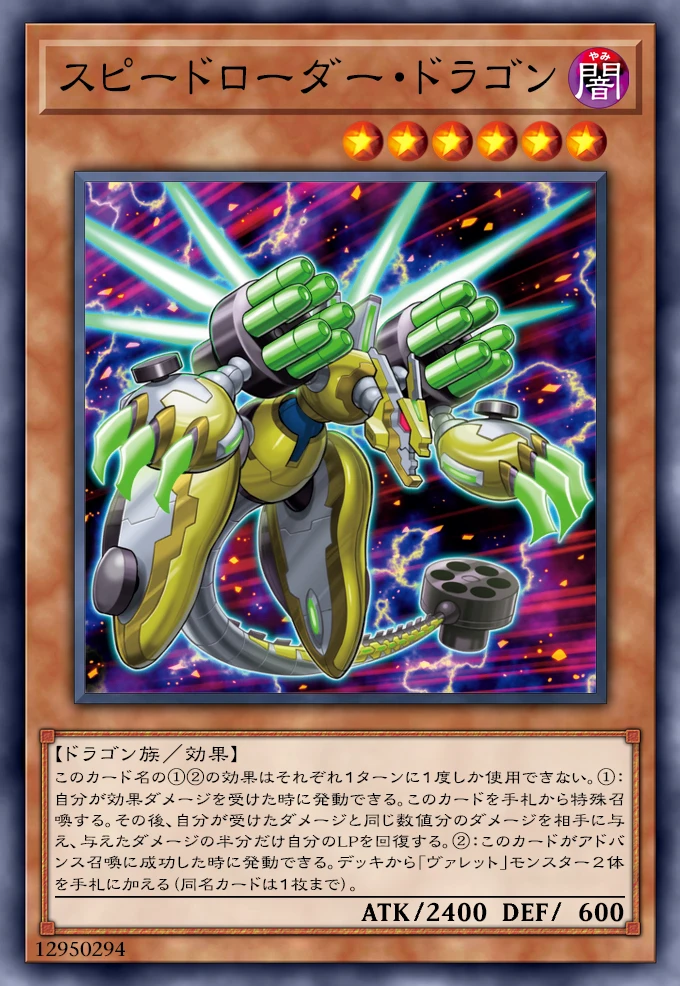 スピードローダー・ドラゴン
やみ
闇
【ドラゴン族／効果】
このカード名の①②の効果はそれぞれ1ターンに1度しか使用できない。①：
自分が効果ダメージを受けた時に発動できる。このカードを手札から特殊召
喚する。その後、自分が受けたダメージと同じ数値分のダメージを相手に与
え、与えたダメージの半分だけ自分のLPを回復する。②：このカードがアドバ
ンス召喚に成功した時に発動できる。デッキから「ヴァレット」モンスター2体
を手札に加える（同名カードは1枚まで）。
ATK/2400 DEF/ 600
12950294